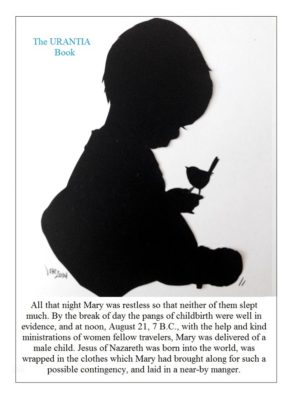 The URANTIA
Book
2004
All that night Mary was restless so that neither of them slept
much. By the break of day the pangs of childbirth were well in
evidence, and at noon, August 21, 7 B.C., with the help and kind
ministrations of women fellow travelers, Mary was delivered of a
male child. Jesus of Nazareth was born into the world, was
wrapped in the clothes which Mary had brought along for such a
possible contingency, and laid in a near-by manger.